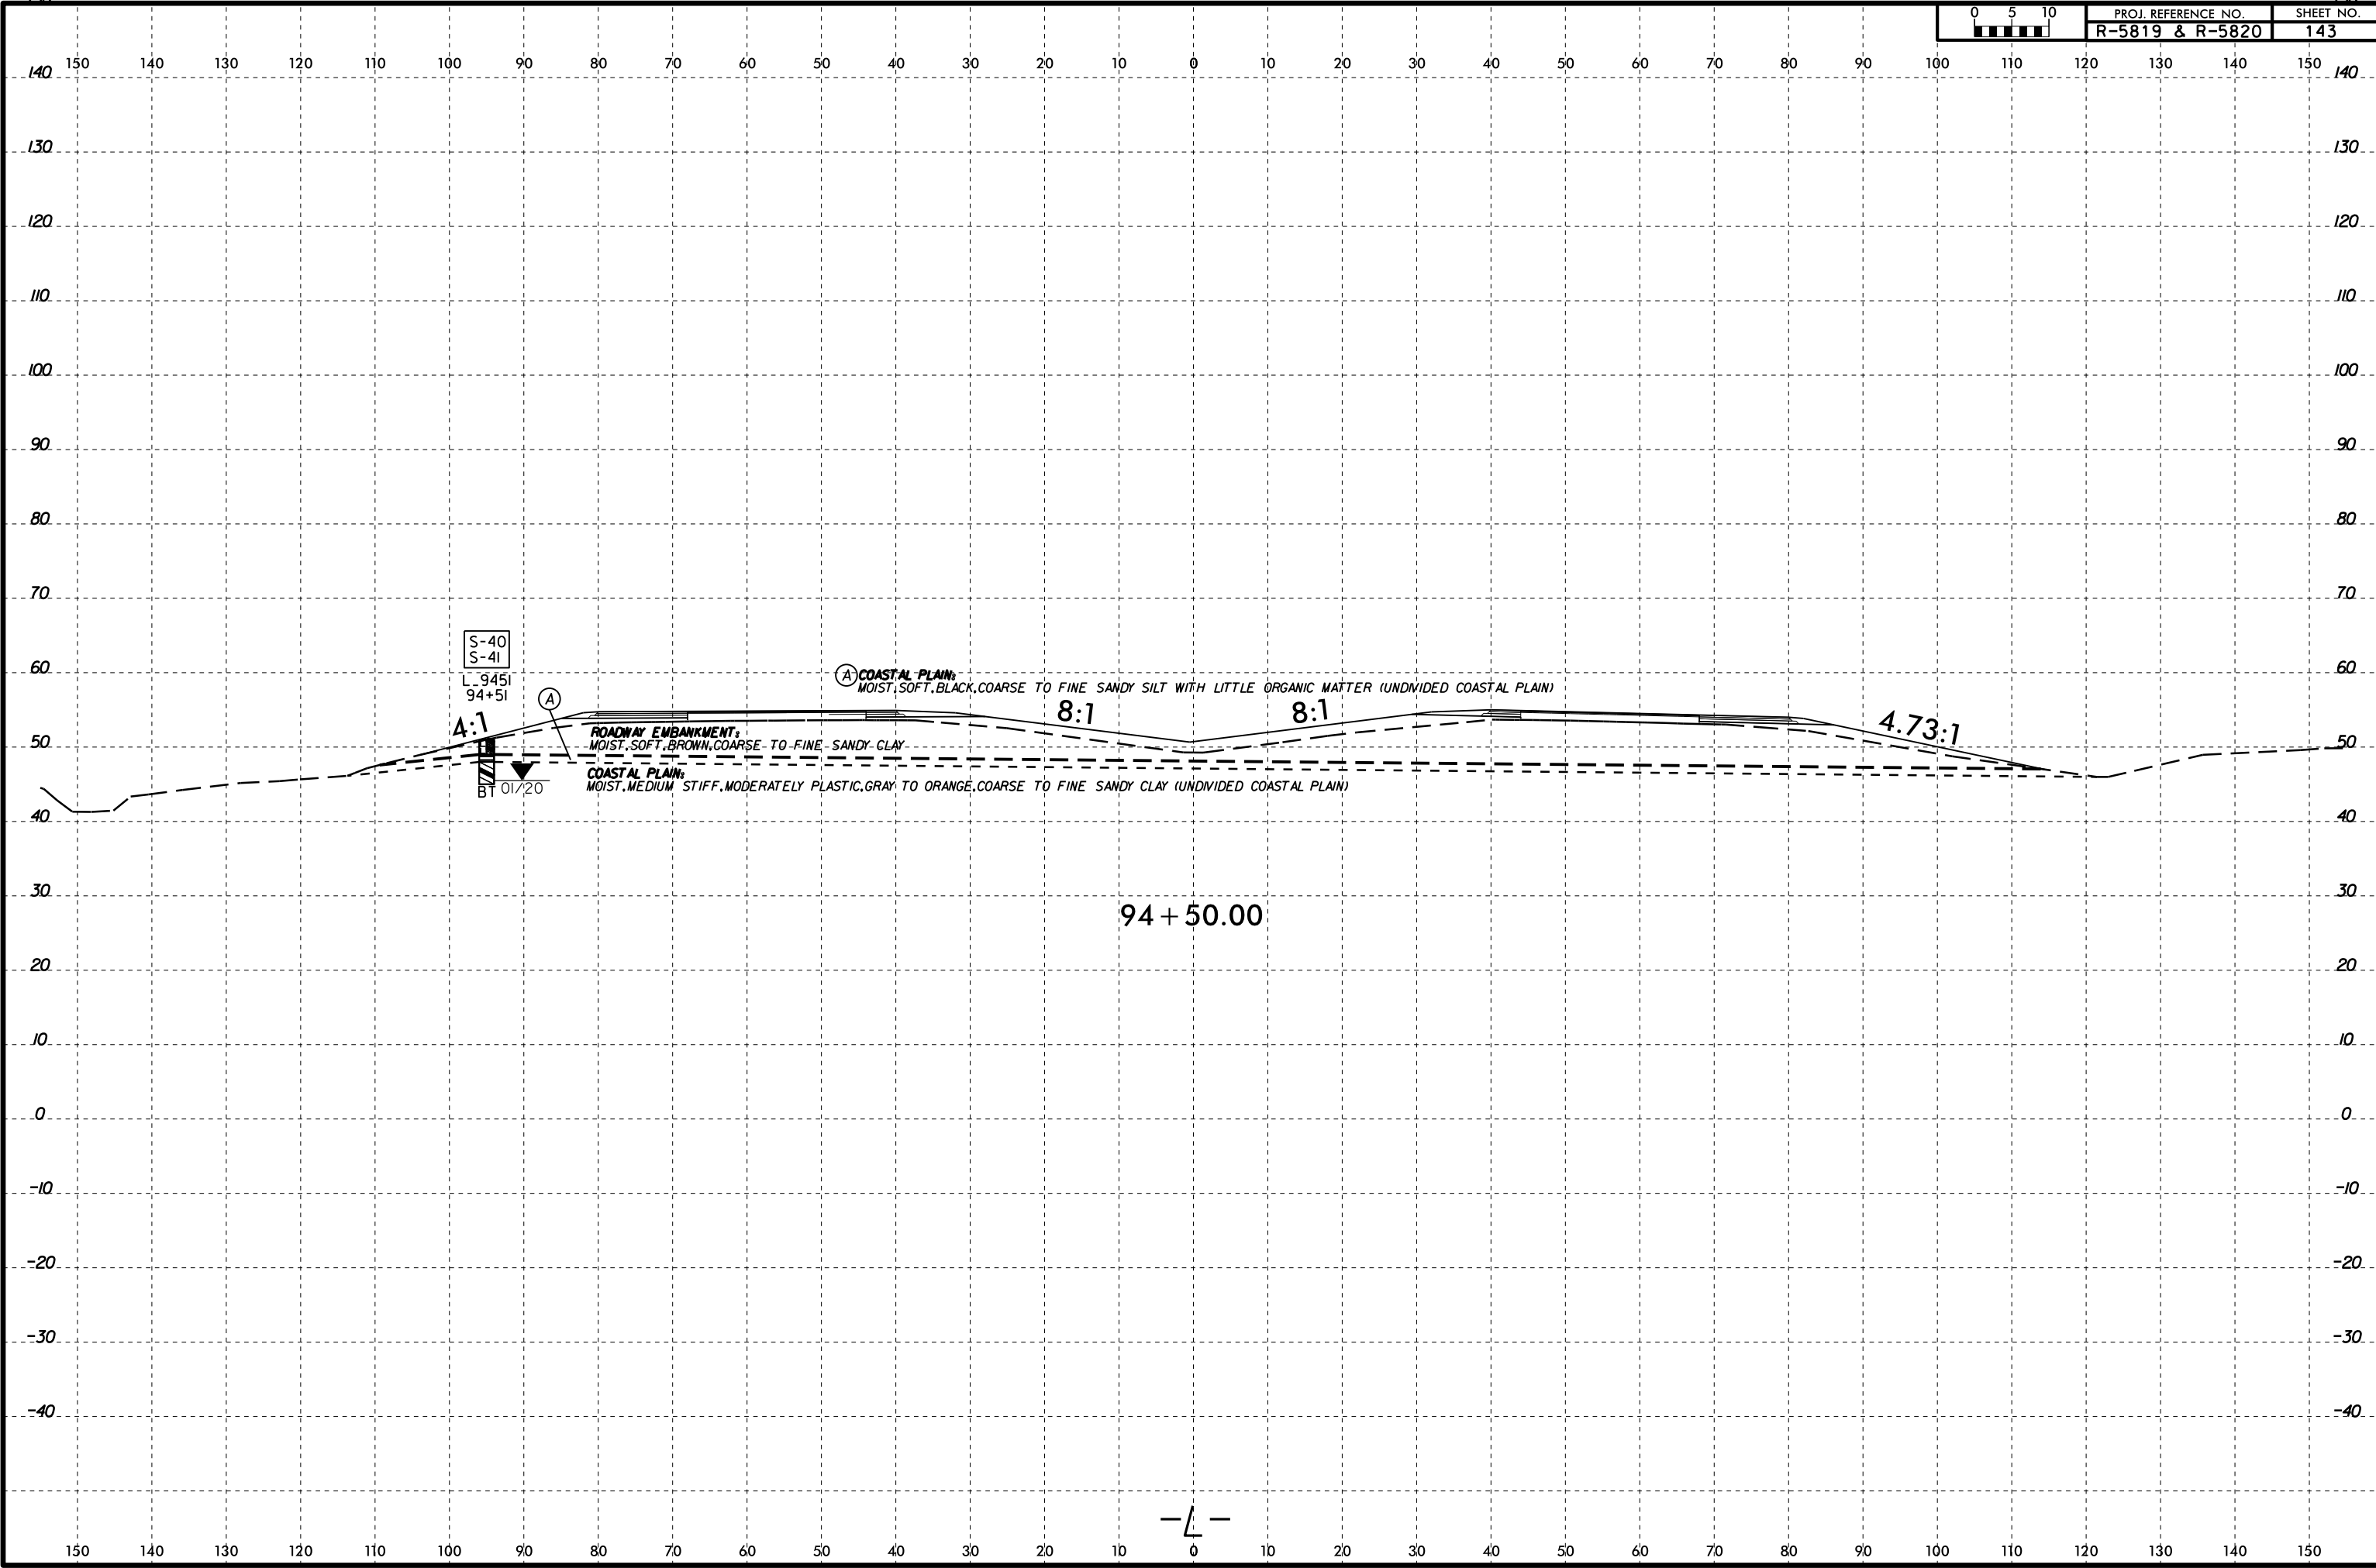 0 5 10 PROJ. REFERENCE NO. SHEET NO.
R-5819 & R-5820 143
150 140 130 120 110 100 90 80 70 60 50 40 30 20 10 0 10 20 30 40 50 60 70 80 90 100 110 120 130 140 150
140 140
130 130
120 120
110 110
100 100
90 90
80 80
70 70
S-40
S-41
60 60
L_9451
94+51
A
A COASTAL PLAIN:
MOIST,SOFT,BLACK,COARSE TO FINE SANDY SILT WITH LITTLE ORGANIC MATTER (UNDIVIDED COASTAL PLAIN)
4:1 8:1 8:1 4.73:1
ROADWAY EMBANKMENT:
MOIST,SOFT,BROWN,COARSE TO FINE SANDY CLAY
50 50
COASTAL PLAIN:
MOIST,MEDIUM STIFF,MODERATELY PLASTIC,GRAY TO ORANGE,COARSE TO FINE SANDY CLAY (UNDIVIDED COASTAL PLAIN)
BT 01/20
40 40
30 30
94+50.00
20 20
10 10
0 0
-10 -10
-20 -20
-30 -30
-40 -40
-L-
150 140 130 120 110 100 90 80 70 60 50 40 30 20 10 0 10 20 30 40 50 60 70 80 90 100 110 120 130 140 150